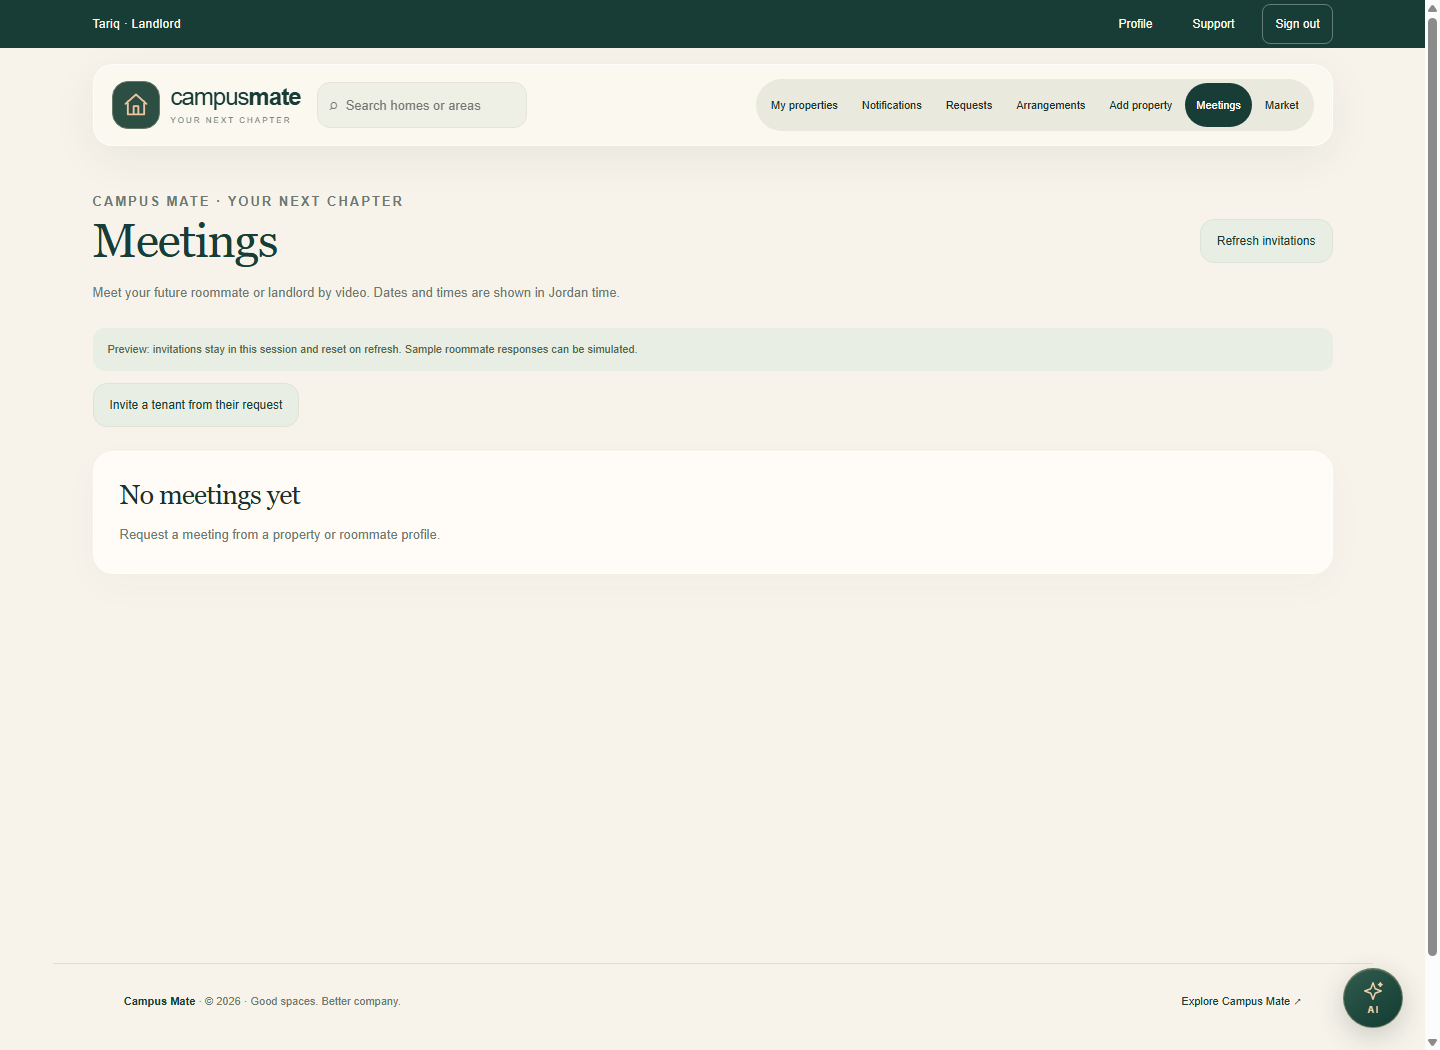 Tariq · Landlord
Profile
Support
Sign out
campusmate
YOUR NEXT CHAPTER
Search homes or areas
My properties
Notifications
Requests
Arrangements
Add property
Meetings
Market
CAMPUS MATE · YOUR NEXT CHAPTER
Meetings
Refresh invitations
Meet your future roommate or landlord by video. Dates and times are shown in Jordan time.
Preview: invitations stay in this session and reset on refresh. Sample roommate responses can be simulated.
Invite a tenant from their request
No meetings yet
Request a meeting from a property or roommate profile.
Campus Mate · © 2026 · Good spaces. Better company.
Explore Campus Mate ↗
AI